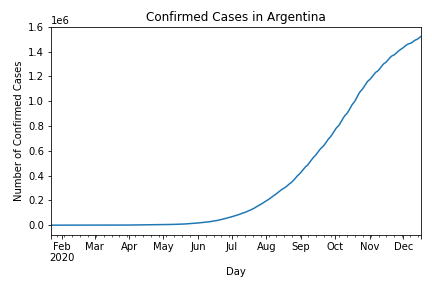 Confirmed Cases in Argentina
1e6
1.6
1.4
1.2
1.0
0.8
0.6
0.4
0.2
0.0
Number of Confirmed Cases
Feb Mar Apr May Jun Jul Aug Sep Oct Nov Dec
2020
Day